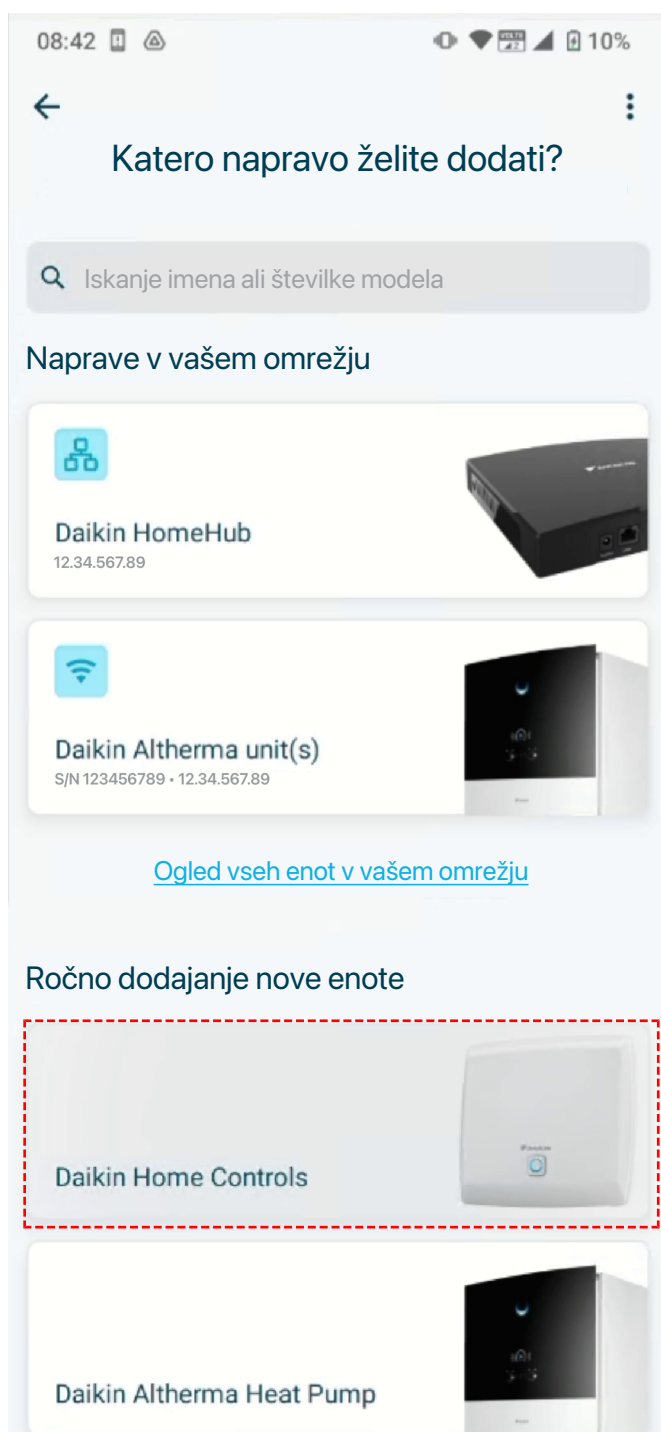 08:42
10%
Katero napravo želite dodati?
Iskanje imena ali številke modela
Naprave v vašem omrežju
Daikin HomeHub
12.34.567.89
Daikin Altherma unit(s)
S/N 123456789 • 12.34.567.89
Ogled vseh enot v vašem omrežju
Ročno dodajanje nove enote
Daikin Home Controls
Daikin Altherma Heat Pump